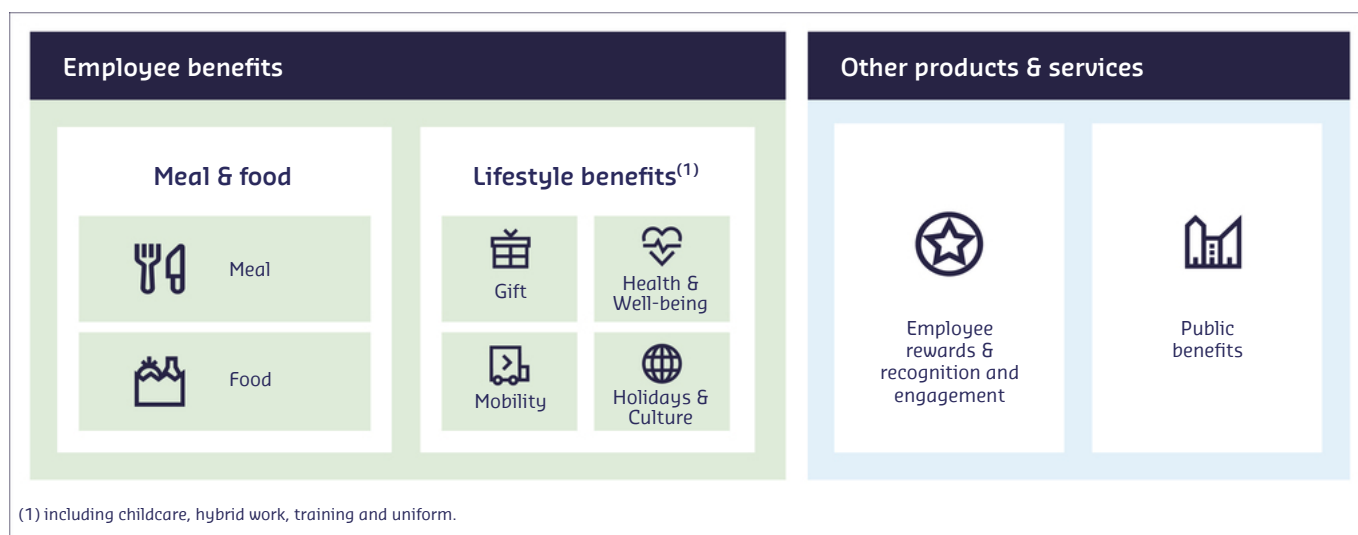 Employee benefits
Meal & food
Meal
Food
Lifestyle benefits(1)
Gift
Health &
Well-being
Mobility
Holidays &
Culture
Other products & services
Employee
rewards &
recognition and
engagement
Public
benefits
(1) including childcare, hybrid work, training and uniform.